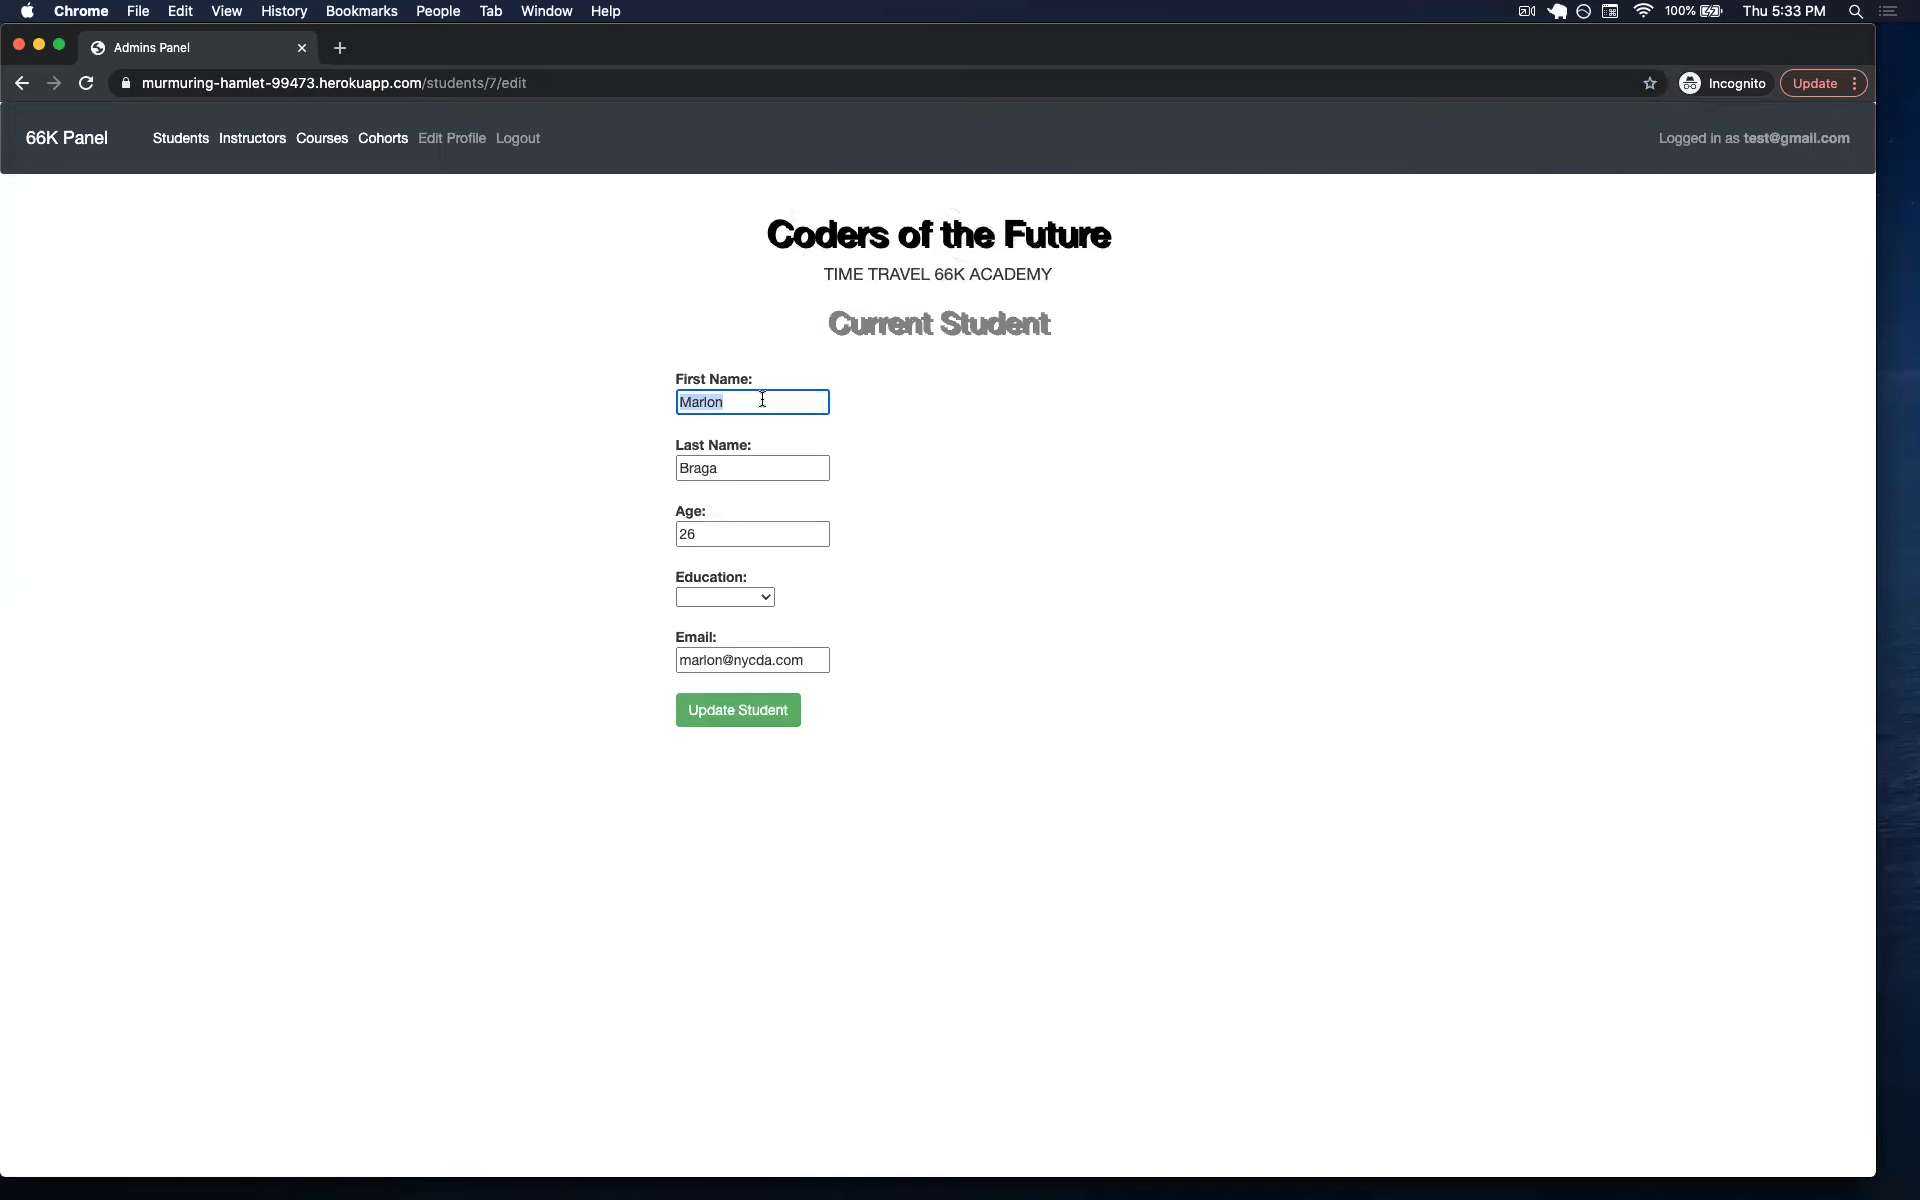 Chrome File Edit View History Bookmarks People Tab Window Help 100% Thu 5:33 PM
Admins Panel
murmuring-hamlet-99473.herokuapp.com/students/7/edit Incognito Update
66K Panel Students Instructors Courses Cohorts Edit Profile Logout Logged in as test@gmail.com
Coders of the Future
TIME TRAVEL 66K ACADEMY
Current Student
First Name:
Marlon
Last Name:
Braga
Age:
26
Education:
Email:
marlon@nycda.com
Update Student